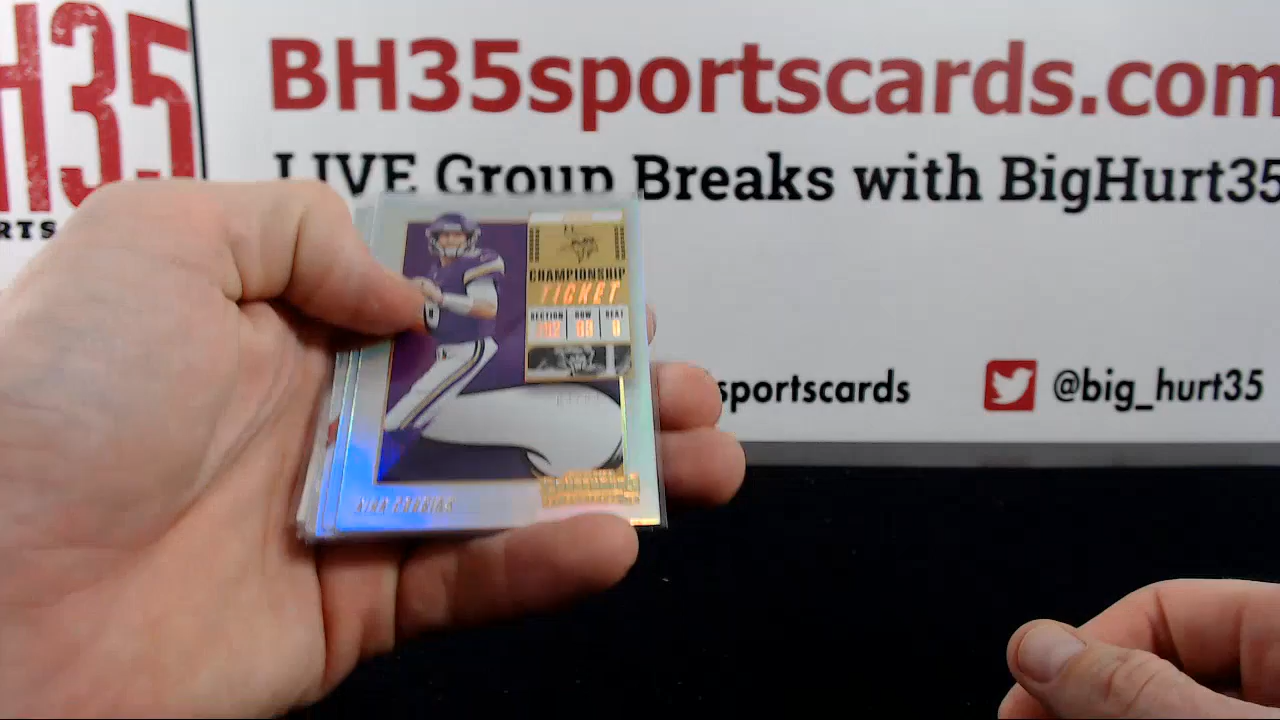 H35
RTS
BH35sportscards.com
LIVE Group Breaks with BigHurt35
sportscards
@big_hurt35
CHAMPIONSHIP
TICKET
SECTION ROW SEAT